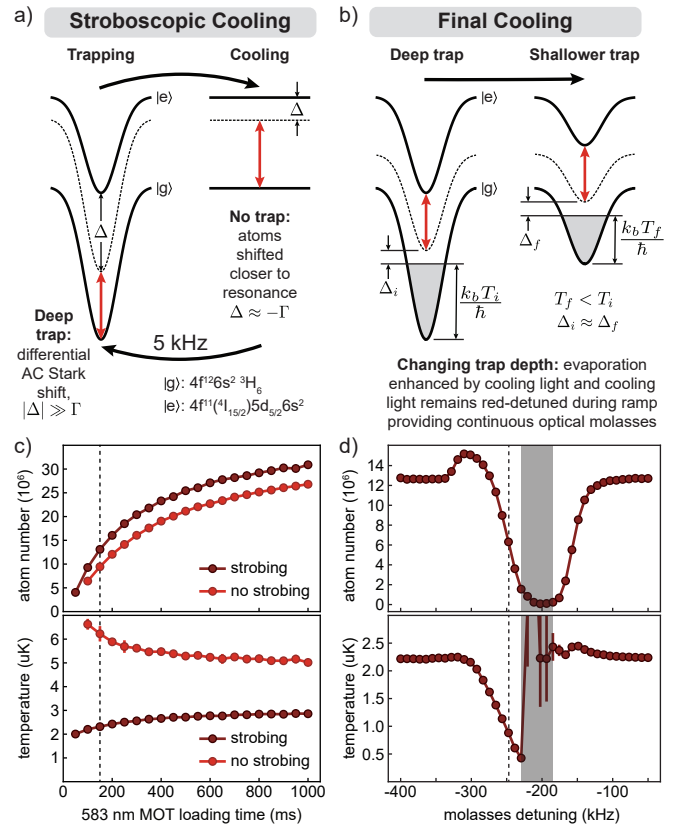 a)
Stroboscopic Cooling
Trapping
Cooling
|e⟩
Δ
|g⟩
Δ
No trap:
atoms
shifted
closer to
resonance
Δ ≈ −Γ
Deep
trap:
differential
AC Stark
shift,
|Δ| ≫ Γ
5 kHz
|g⟩: 4f¹²6s² ³H₆
|e⟩: 4f¹¹(⁴I₁₅/₂)5d₅/₂6s²
b)
Final Cooling
Deep trap
Shallower trap
|e⟩
|g⟩
Δᵢ
k_b Tᵢ
ħ
Δ_f
k_b T_f
ħ
T_f < Tᵢ
Δᵢ ≈ Δ_f
Changing trap depth: evaporation
enhanced by cooling light and cooling
light remains red-detuned during ramp
providing continuous optical molasses
c)
atom number (10⁶)
35
30
25
20
15
10
5
0
strobing
no strobing
temperature (uK)
6
5
4
3
2
1
0
strobing
no strobing
200
400
600
800
1000
583 nm MOT loading time (ms)
d)
atom number (10⁶)
14
12
10
8
6
4
2
0
temperature (uK)
2.5
2.0
1.5
1.0
0.5
-400
-300
-200
-100
molasses detuning (kHz)